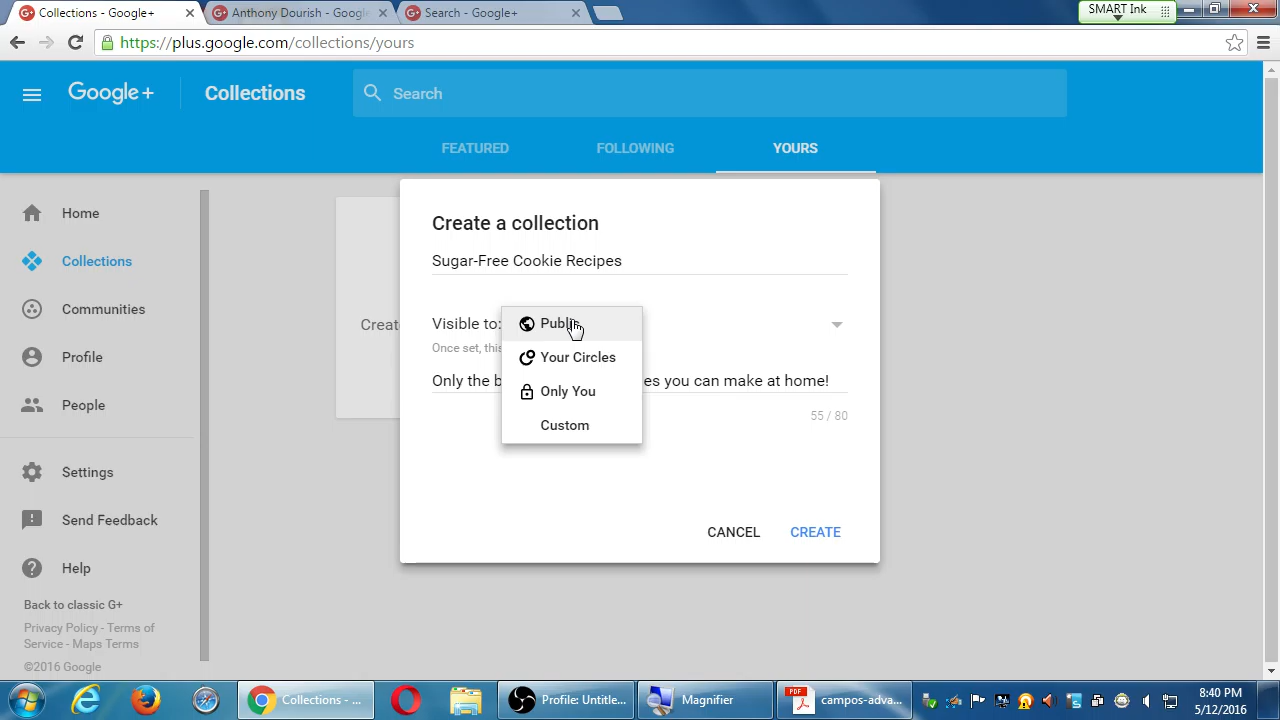 Collections - Google+
Anthony Dourish - Google
Search - Google+
SMART Ink
https://plus.google.com/collections/yours
Google+
Collections
Search
FEATURED
FOLLOWING
YOURS
Home
Collections
Communities
Profile
People
Settings
Send Feedback
Help
Back to classic G+
Privacy Policy - Terms of
Service - Maps Terms
©2016 Google
Create a collection
Sugar-Free Cookie Recipes
Visible to:
Public
Your Circles
Only You
Custom
Once set, this
Only the b
es you can make at home!
55 / 80
CANCEL
CREATE
Collections - ...
Profile: Untitle...
Magnifier
PDF
campos-adva...
8:40 PM
5/12/2016